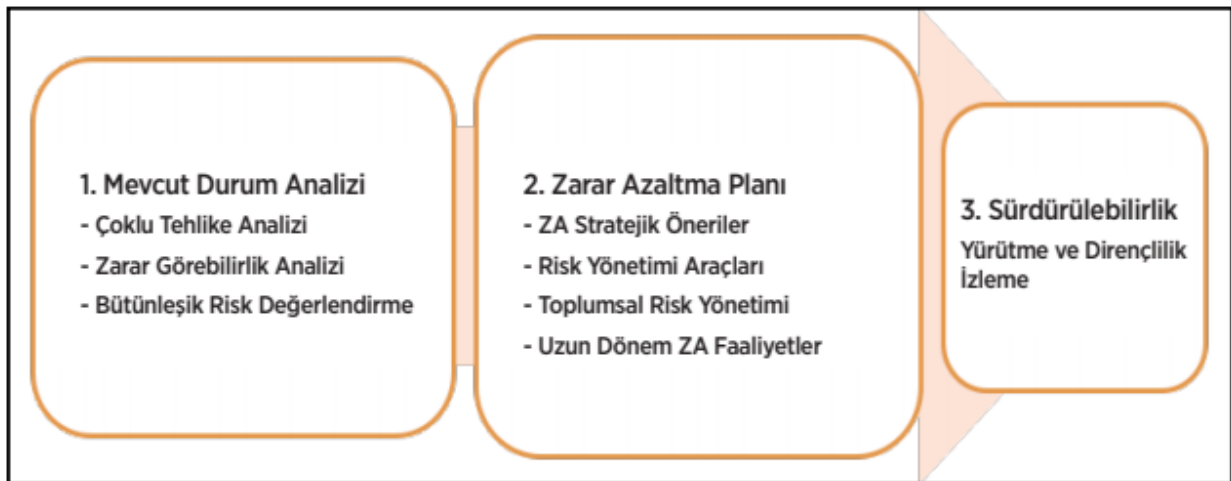 1. Mevcut Durum Analizi
- Çoklu Tehlike Analizi
- Zarar Görebilirlik Analizi
- Bütünleşik Risk Değerlendirme
2. Zarar Azaltma Planı
- ZA Stratejik Öneriler
- Risk Yönetimi Araçları
- Toplumsal Risk Yönetimi
- Uzun Dönem ZA Faaliyetler
3. Sürdürülebilirlik
Yürütme ve Dirençlilik
İzleme